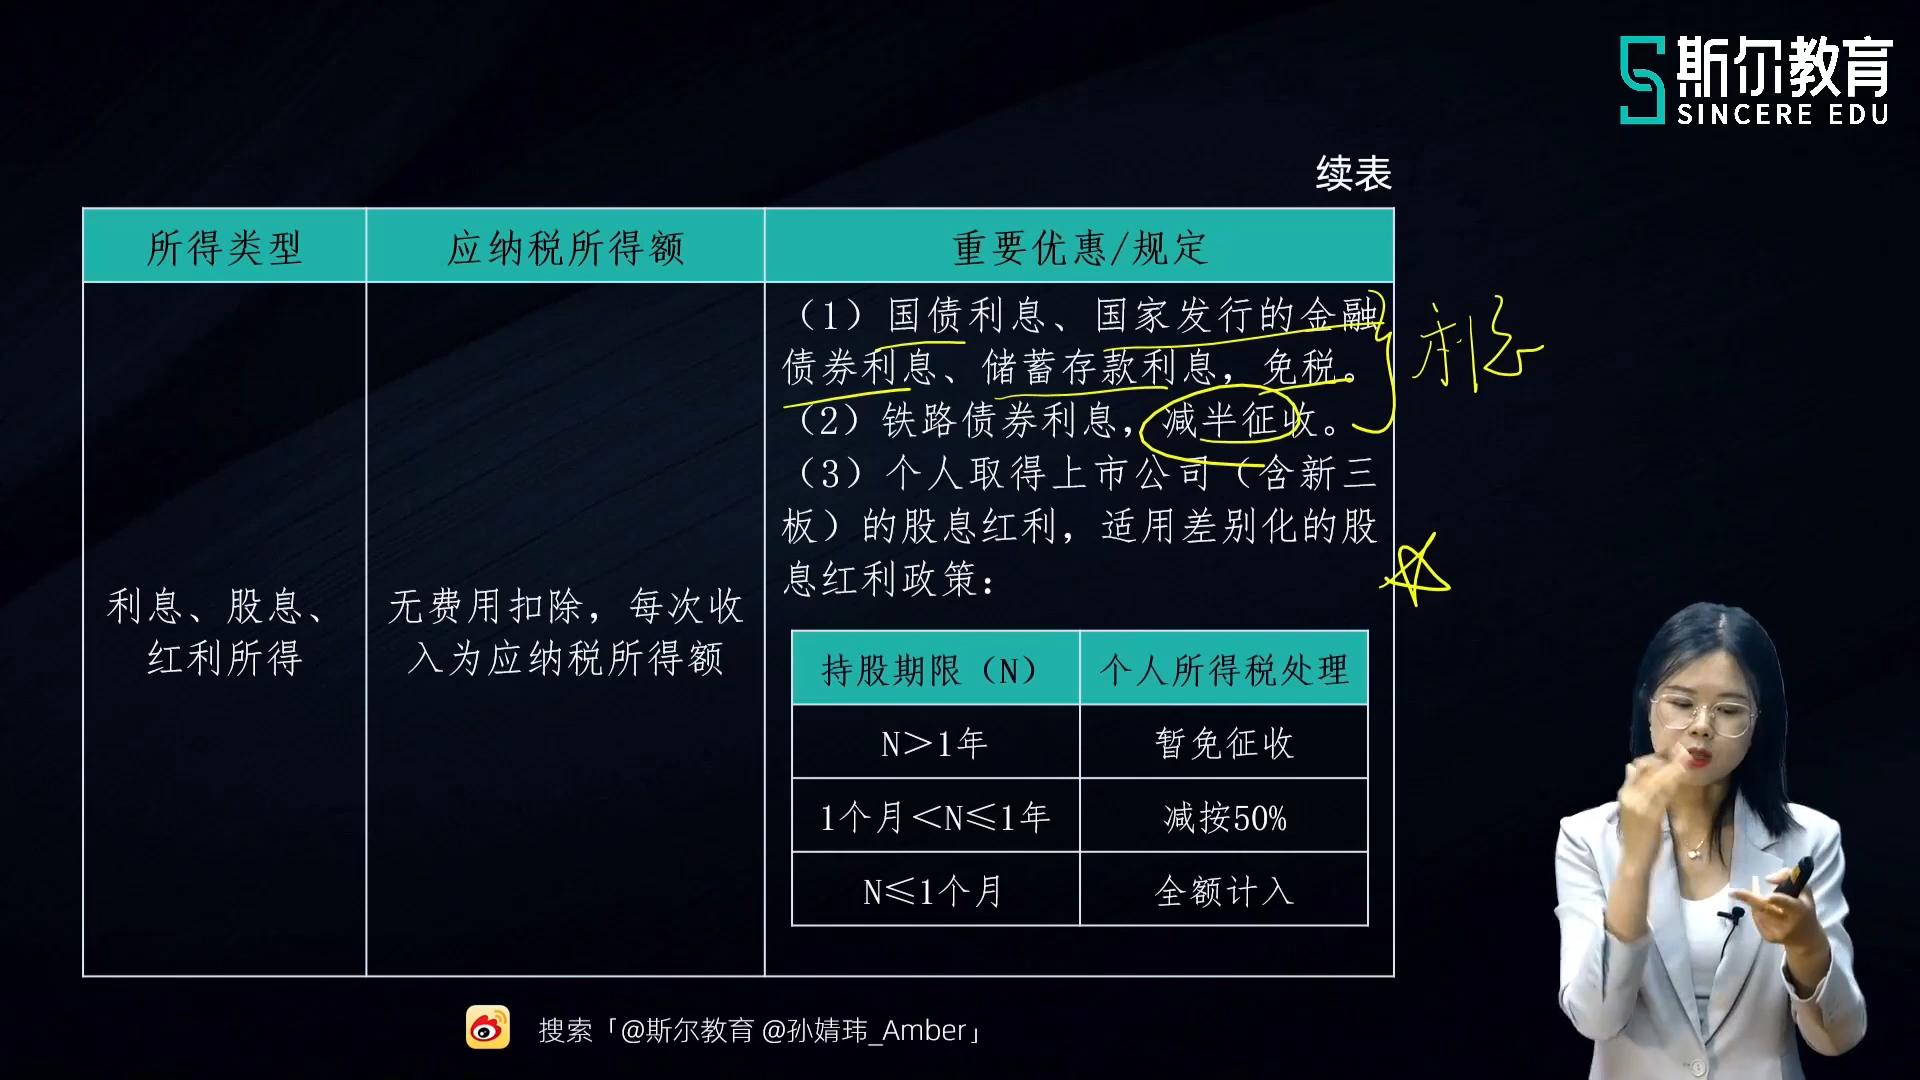 斯尔教育
SINCERE EDU
续表
所得类型
应纳税所得额
重要优惠/规定
利息、股息、
红利所得
无费用扣除，每次收
入为应纳税所得额
（1）国债利息、国家发行的金融
债券利息、储蓄存款利息，免税。
（2）铁路债券利息，减半征收。
（3）个人取得上市公司（含新三
板）的股息红利，适用差别化的股
息红利政策：
利息
持股期限（N）
个人所得税处理
N＞1年
暂免征收
1个月＜N≤1年
减按50%
N≤1个月
全额计入
搜索「@斯尔教育 @孙婧玮_Amber」